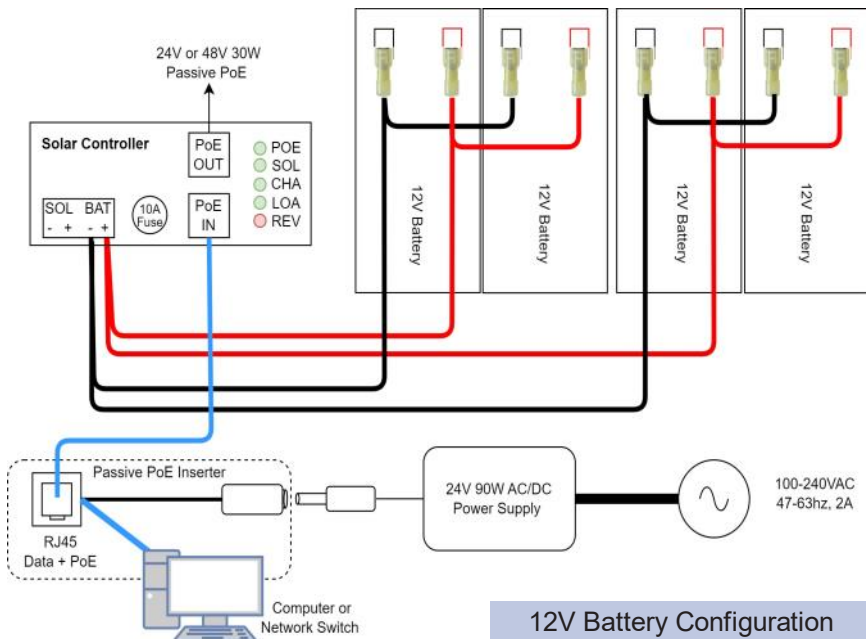 24V or 48V 30W
Passive PoE
Solar Controller
PoE
OUT
POE
SOL
CHA
LOA
REV
SOL BAT
- + - +
10A
Fuse
PoE
IN
12V Battery
12V Battery
12V Battery
12V Battery
Passive PoE Inserter
RJ45
Data + PoE
Computer or
Network Switch
24V 90W AC/DC
Power Supply
100-240VAC
47-63hz, 2A
12V Battery Configuration